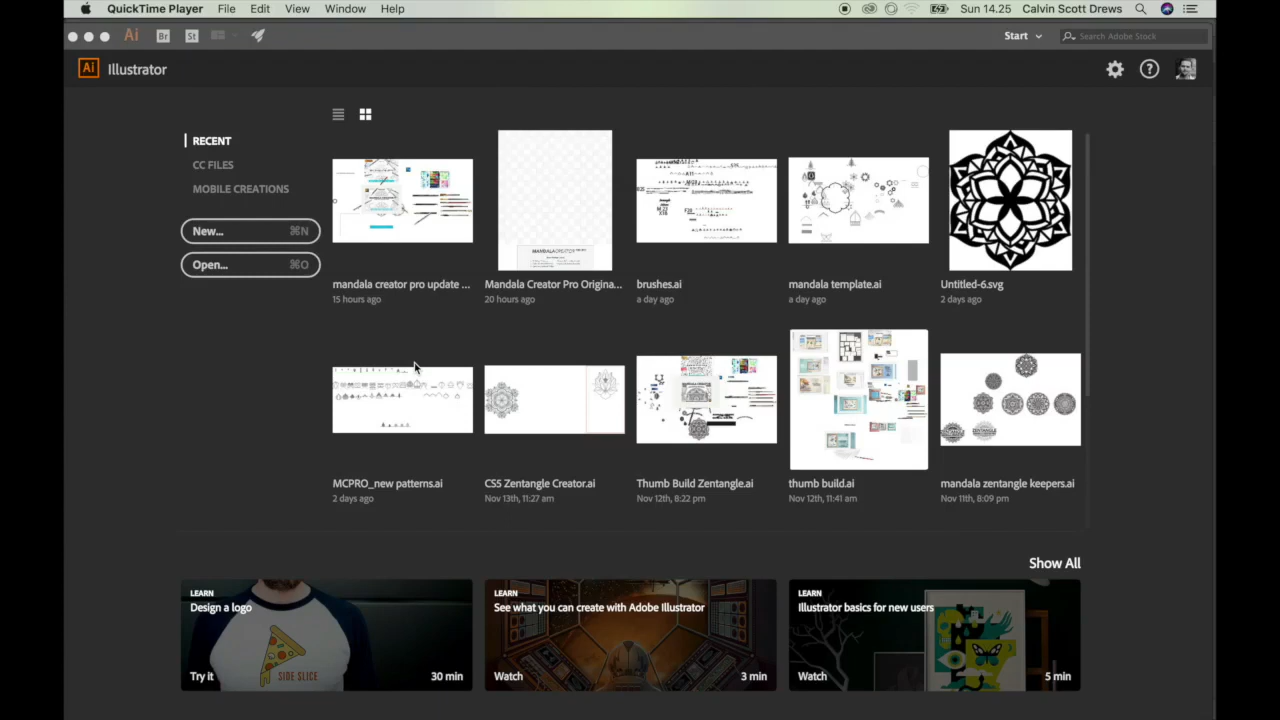 QuickTime Player File Edit View Window Help Sun 14.25 Calvin Scott Drews
Ai Br St Start Search Adobe Stock
Ai Illustrator
RECENT
CC FILES
MOBILE CREATIONS
New... ⌘N
Open... ⌘O
mandala creator pro update ...
15 hours ago
Mandala Creator Pro Origina...
20 hours ago
brushes.ai
a day ago
mandala template.ai
a day ago
Untitled-6.svg
2 days ago
MCPRO_new patterns.ai
2 days ago
CS5 Zentangle Creator.ai
Nov 13th, 11:27 am
Thumb Build Zentangle.ai
Nov 12th, 8:22 pm
thumb build.ai
Nov 12th, 11:41 am
mandala zentangle keepers.ai
Nov 11th, 8:09 pm
Show All
LEARN
Design a logo
SIDE SLICE
Try it 30 min
LEARN
See what you can create with Adobe Illustrator
Watch 3 min
LEARN
Illustrator basics for new users
Watch 5 min